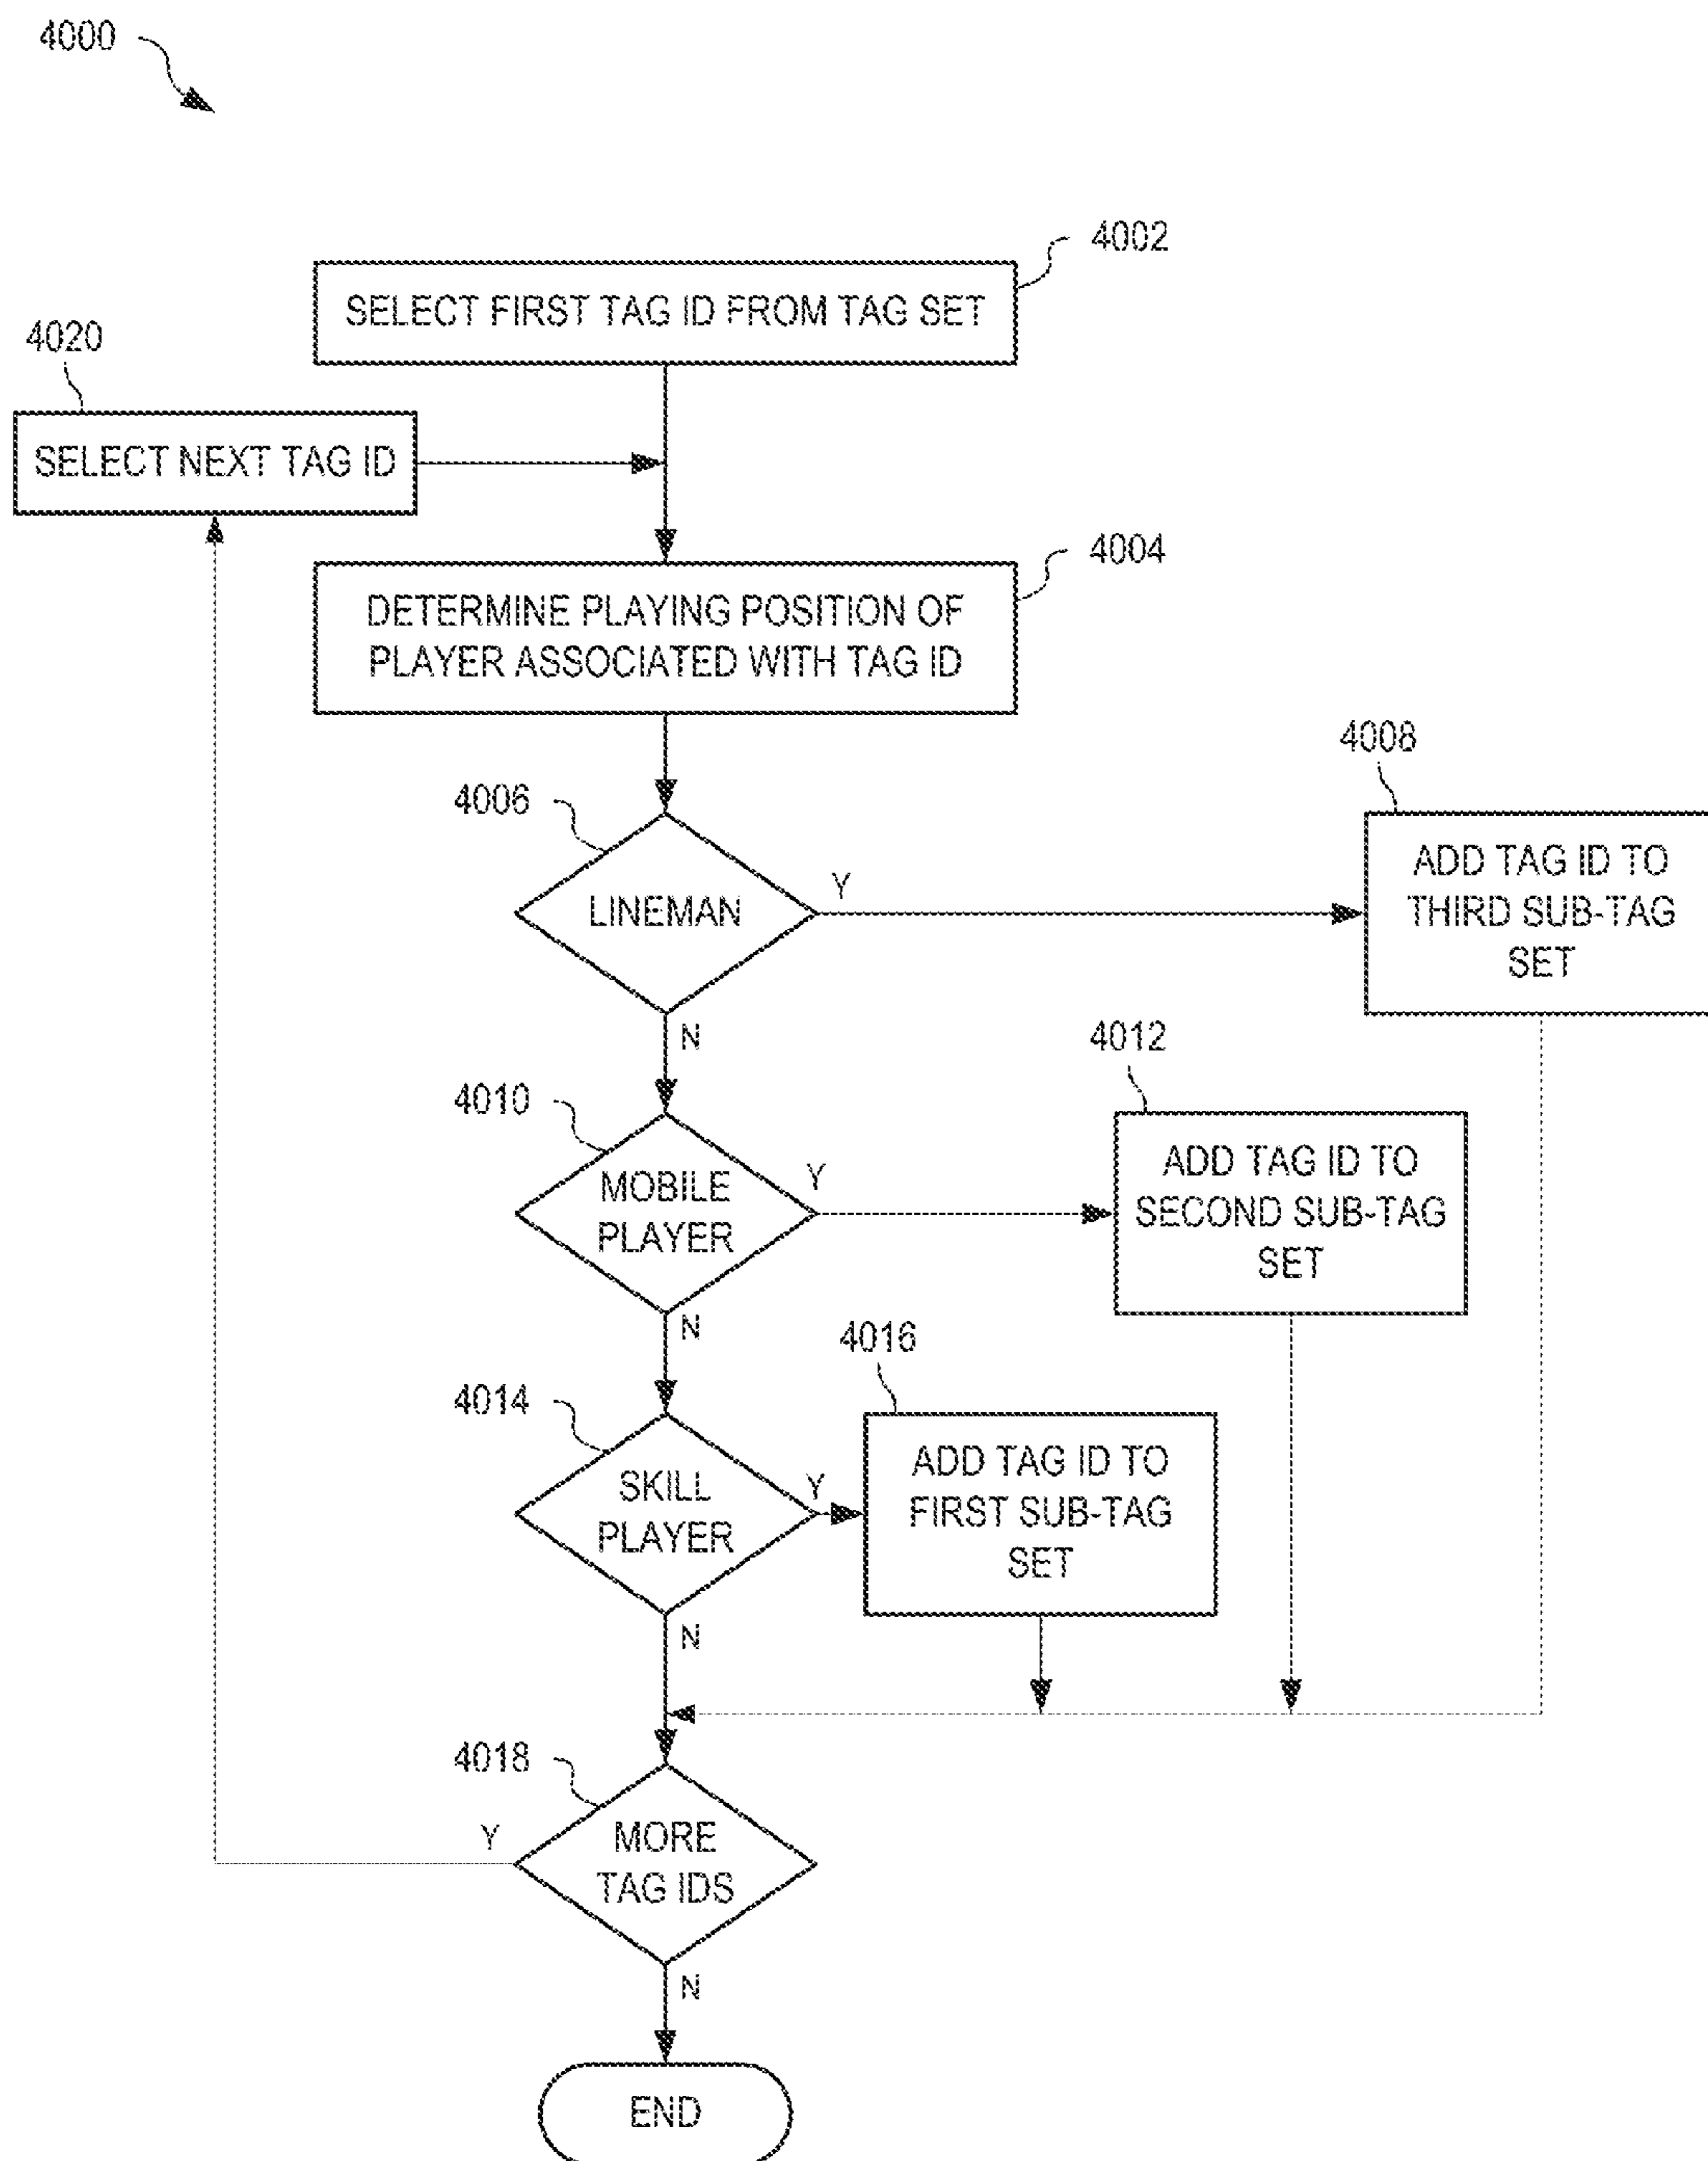 4000
4002
SELECT FIRST TAG ID FROM TAG SET
4020
SELECT NEXT TAG ID
4004
DETERMINE PLAYING POSITION OF
PLAYER ASSOCIATED WITH TAG ID
4006
LINEMAN
Y
4008
ADD TAG ID TO
THIRD SUB-TAG
SET
N
4010
MOBILE
PLAYER
Y
4012
ADD TAG ID TO
SECOND SUB-TAG
SET
N
4014
SKILL
PLAYER
Y
4016
ADD TAG ID TO
FIRST SUB-TAG
SET
N
4018
MORE
TAG IDS
Y
N
END